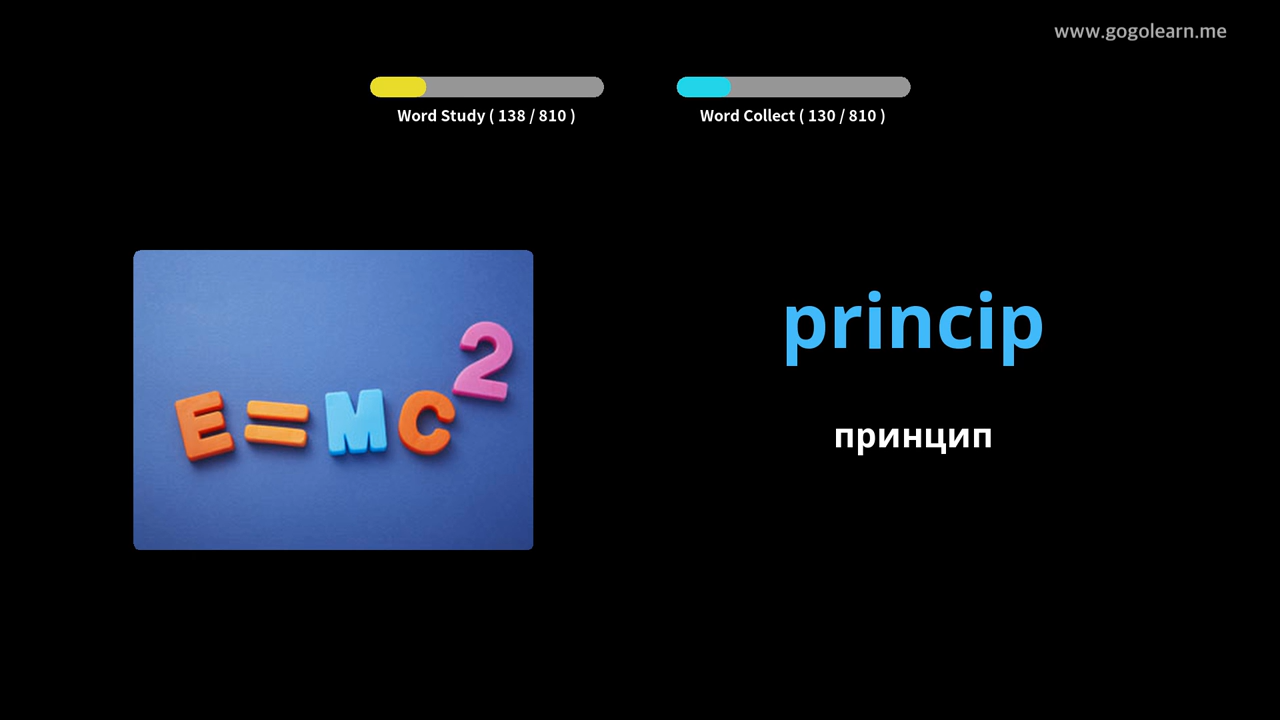 www.gogolearn.me
Word Study ( 138 / 810 )
Word Collect ( 130 / 810 )
E=MC2
princip
принцип